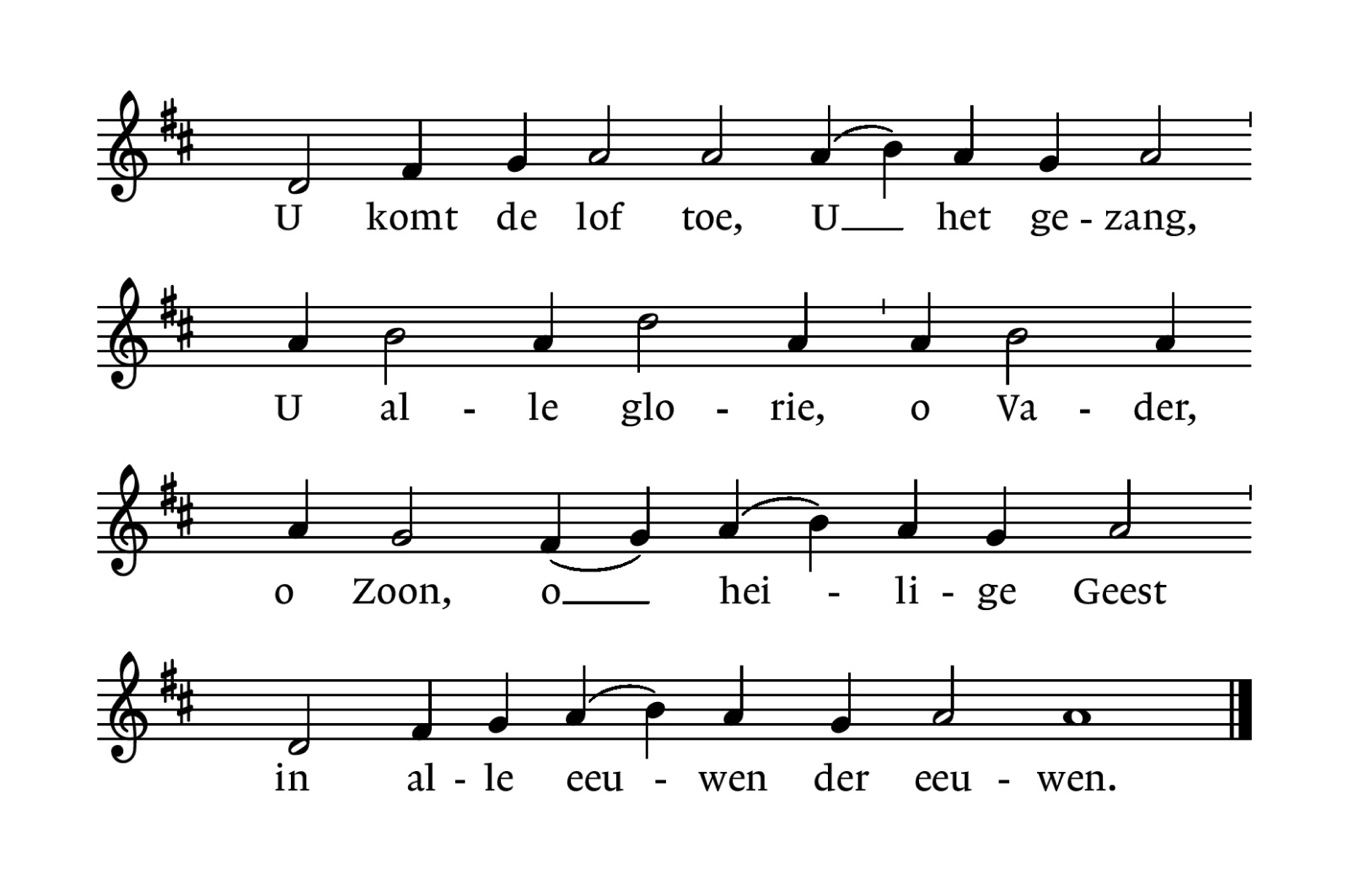 U komt de lof toe, U het ge - zang,
U al - le glo - rie, o Va - der,
o Zoon, o hei - li - ge Geest
in al - le eeu - wen der eeu - wen.